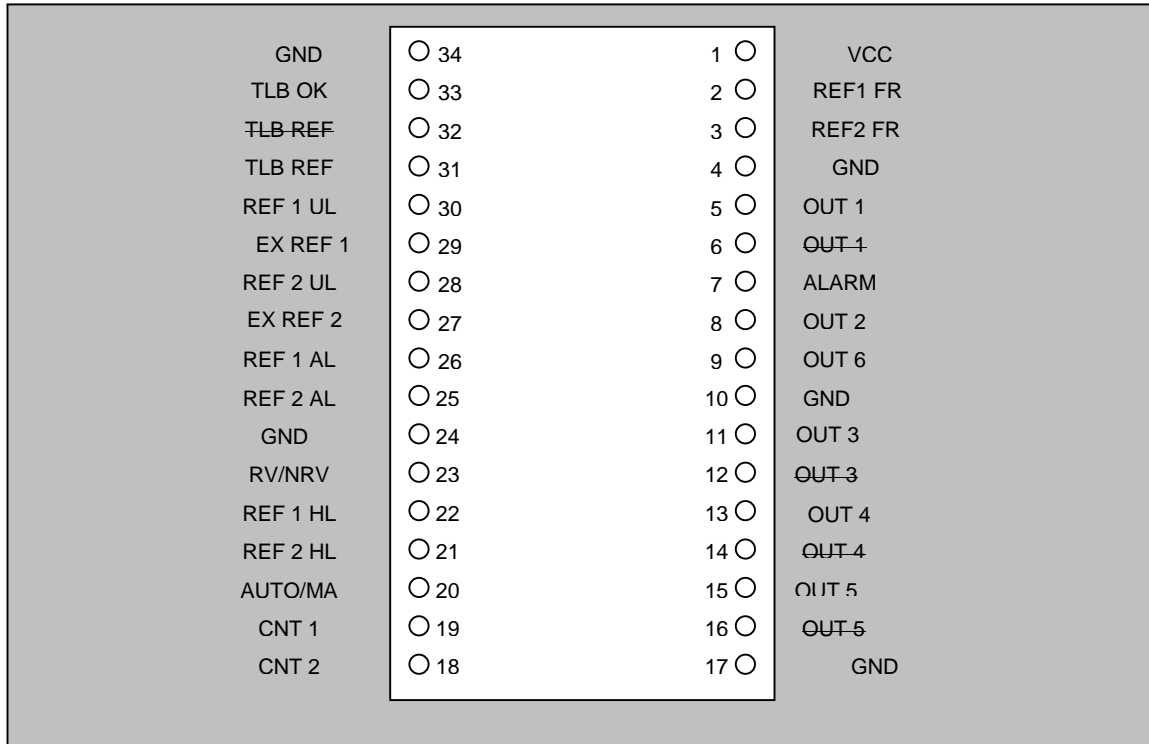 GND 34 1 VCC
TLB OK 33 2 REF1 FR
TLB REF 32 3 REF2 FR
TLB REF 31 4 GND
REF 1 UL 30 5 OUT 1
EX REF 1 29 6 OUT 1
REF 2 UL 28 7 ALARM
EX REF 2 27 8 OUT 2
REF 1 AL 26 9 OUT 6
REF 2 AL 25 10 GND
GND 24 11 OUT 3
RV/NRV 23 12 OUT 3
REF 1 HL 22 13 OUT 4
REF 2 HL 21 14 OUT 4
AUTO/MA 20 15 OUT 5
CNT 1 19 16 OUT 5
CNT 2 18 17 GND